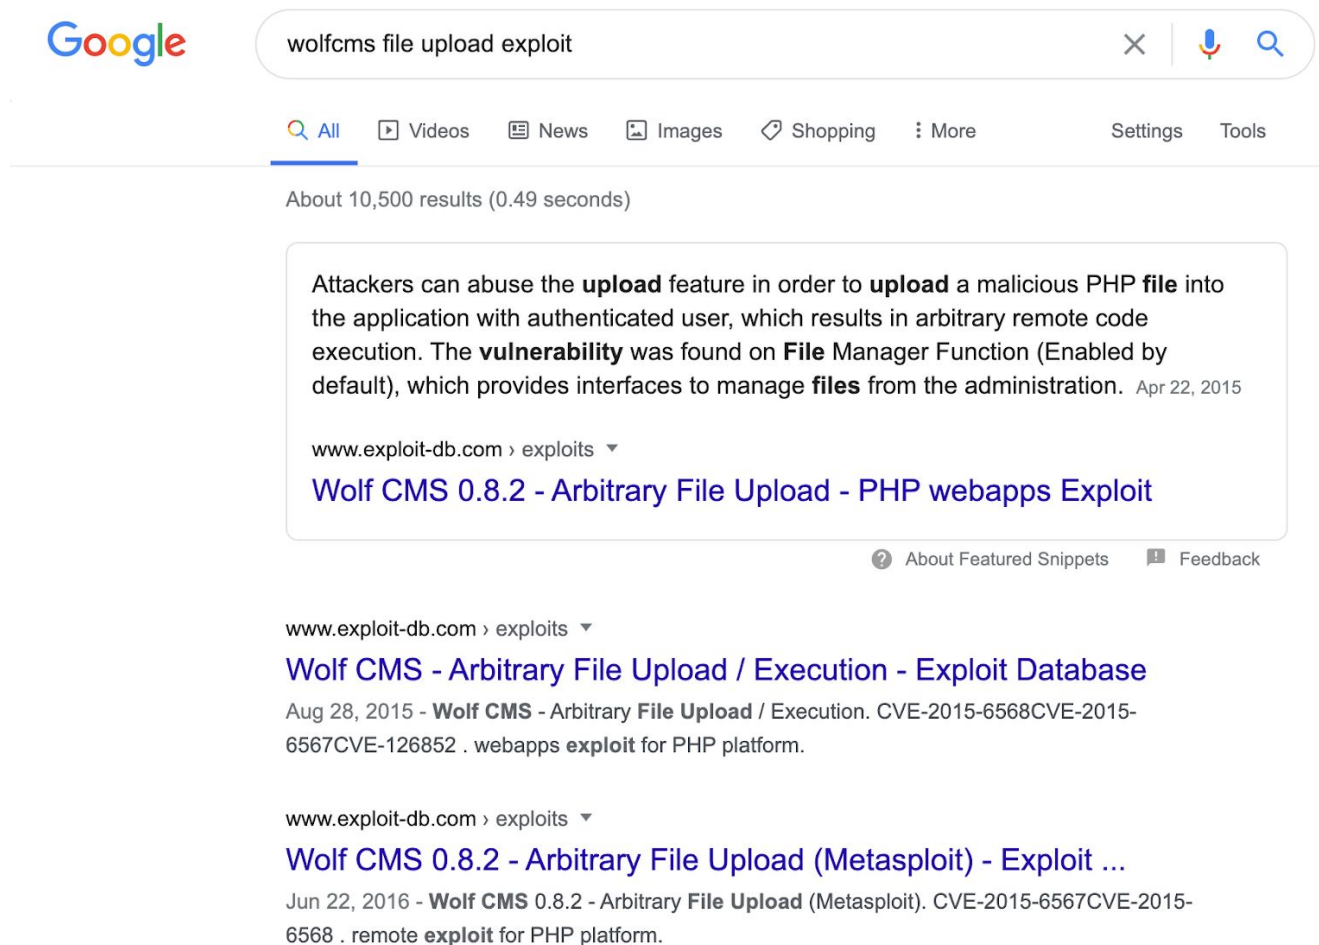 Google
wolfcms file upload exploit
All Videos News Images Shopping More Settings Tools
About 10,500 results (0.49 seconds)
Attackers can abuse the upload feature in order to upload a malicious PHP file into
the application with authenticated user, which results in arbitrary remote code
execution. The vulnerability was found on File Manager Function (Enabled by
default), which provides interfaces to manage files from the administration. Apr 22, 2015
www.exploit-db.com › exploits
Wolf CMS 0.8.2 - Arbitrary File Upload - PHP webapps Exploit
About Featured Snippets Feedback
www.exploit-db.com › exploits
Wolf CMS - Arbitrary File Upload / Execution - Exploit Database
Aug 28, 2015 - Wolf CMS - Arbitrary File Upload / Execution. CVE-2015-6568CVE-2015-
6567CVE-126852 . webapps exploit for PHP platform.
www.exploit-db.com › exploits
Wolf CMS 0.8.2 - Arbitrary File Upload (Metasploit) - Exploit ...
Jun 22, 2016 - Wolf CMS 0.8.2 - Arbitrary File Upload (Metasploit). CVE-2015-6567CVE-2015-
6568 . remote exploit for PHP platform.